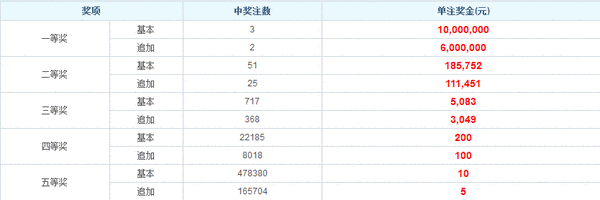 奖项 中奖注数 单注奖金(元)
一等奖 基本 3 10,000,000
追加 2 6,000,000
二等奖 基本 51 185,752
追加 25 111,451
三等奖 基本 717 5,083
追加 368 3,049
四等奖 基本 22185 200
追加 8018 100
五等奖 基本 478380 10
追加 165704 5